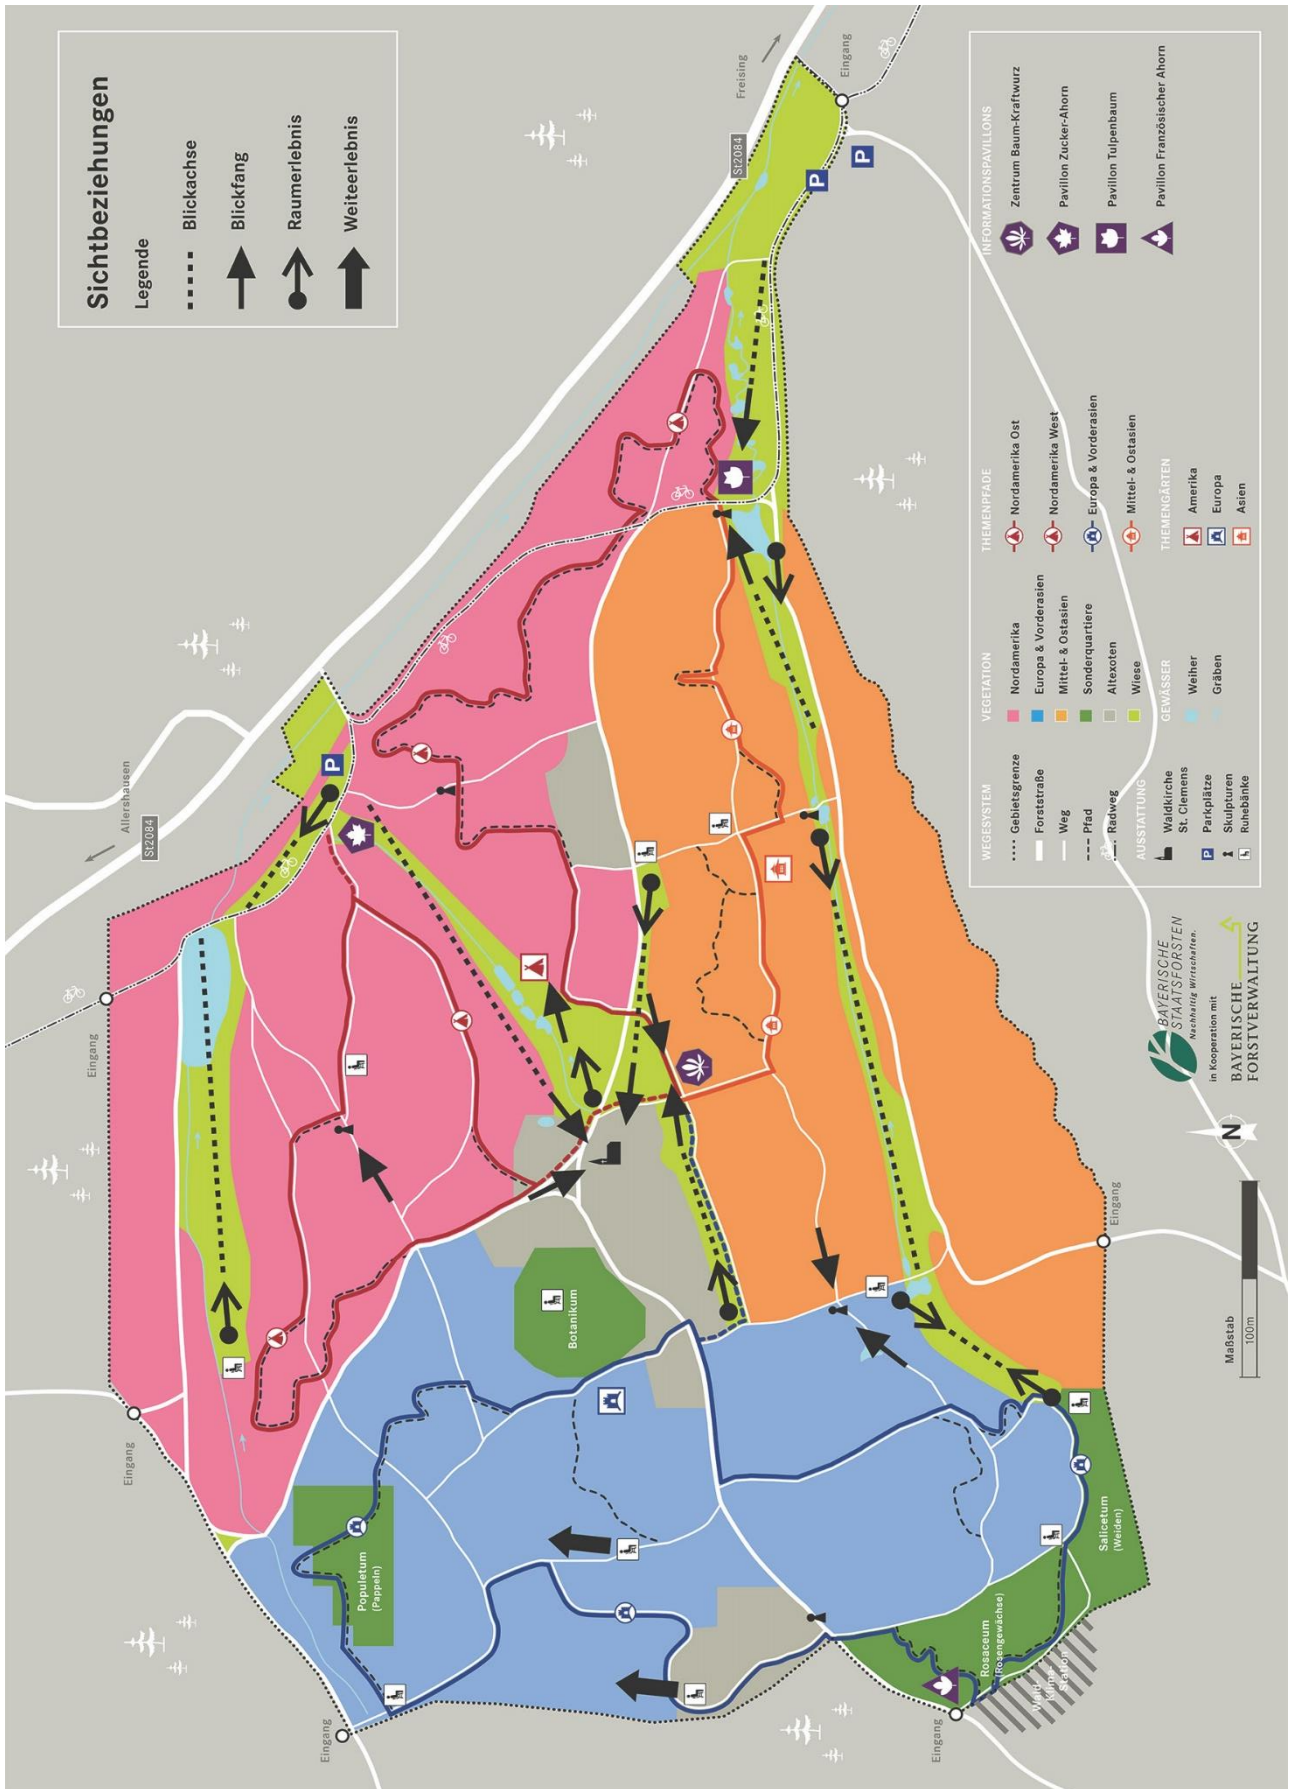 Sichtbeziehungen
Legende
Blickachse
Blickfang
Raumerlebnis
Weiteerlebnis
Allershausen
St2084
Freising
St2084
Eingang
Eingang
Eingang
Eingang
Eingang
Eingang
Populetum
(Pappeln)
Botanikum
Rosaceum
(Rosengewächse)
Salicetum
(Weiden)
Wald-
Klima-
Station
P
P
P
Maßstab
100m
N
BAYERISCHE
STAATSFORSTEN
Nachhaltig Wirtschaften.
in Kooperation mit
BAYERISCHE
FORSTVERWALTUNG
WEGESYSTEM
Gebietsgrenze
Forststraße
Weg
Pfad
Radweg
AUSSTATTUNG
Waldkirche
St. Clemens
P Parkplätze
Skulpturen
Ruhebänke
VEGETATION
Nordamerika
Europa & Vorderasien
Mittel- & Ostasien
Sonderquartiere
Altexoten
Wiese
GEWÄSSER
Weiher
Gräben
THEMENPFADE
Nordamerika Ost
Nordamerika West
Europa & Vorderasien
Mittel- & Ostasien
THEMENGÄRTEN
Amerika
Europa
Asien
INFORMATIONSPAVILLONS
Zentrum Baum-Kraftwurz
Pavillon Zucker-Ahorn
Pavillon Tulpenbaum
Pavillon Französischer Ahorn